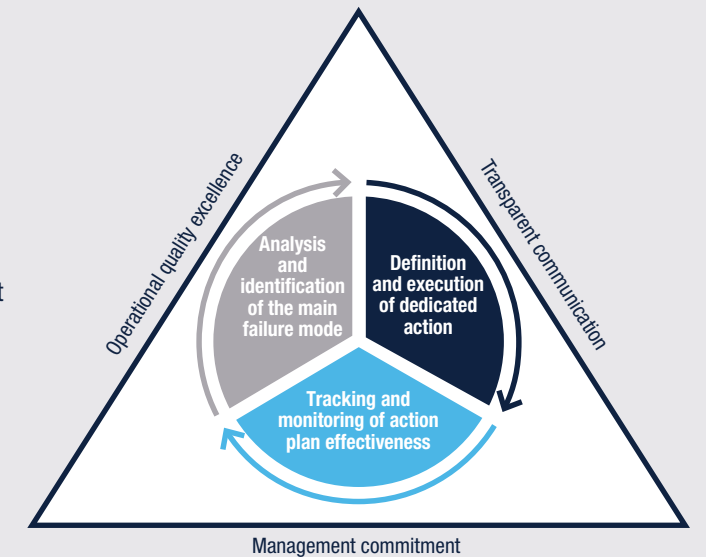 Operational quality excellence
Transparent communication
Analysis
and
identification
of the main
failure mode
Definition
and execution
of dedicated
action
Tracking and
monitoring of action
plan effectiveness
Management commitment